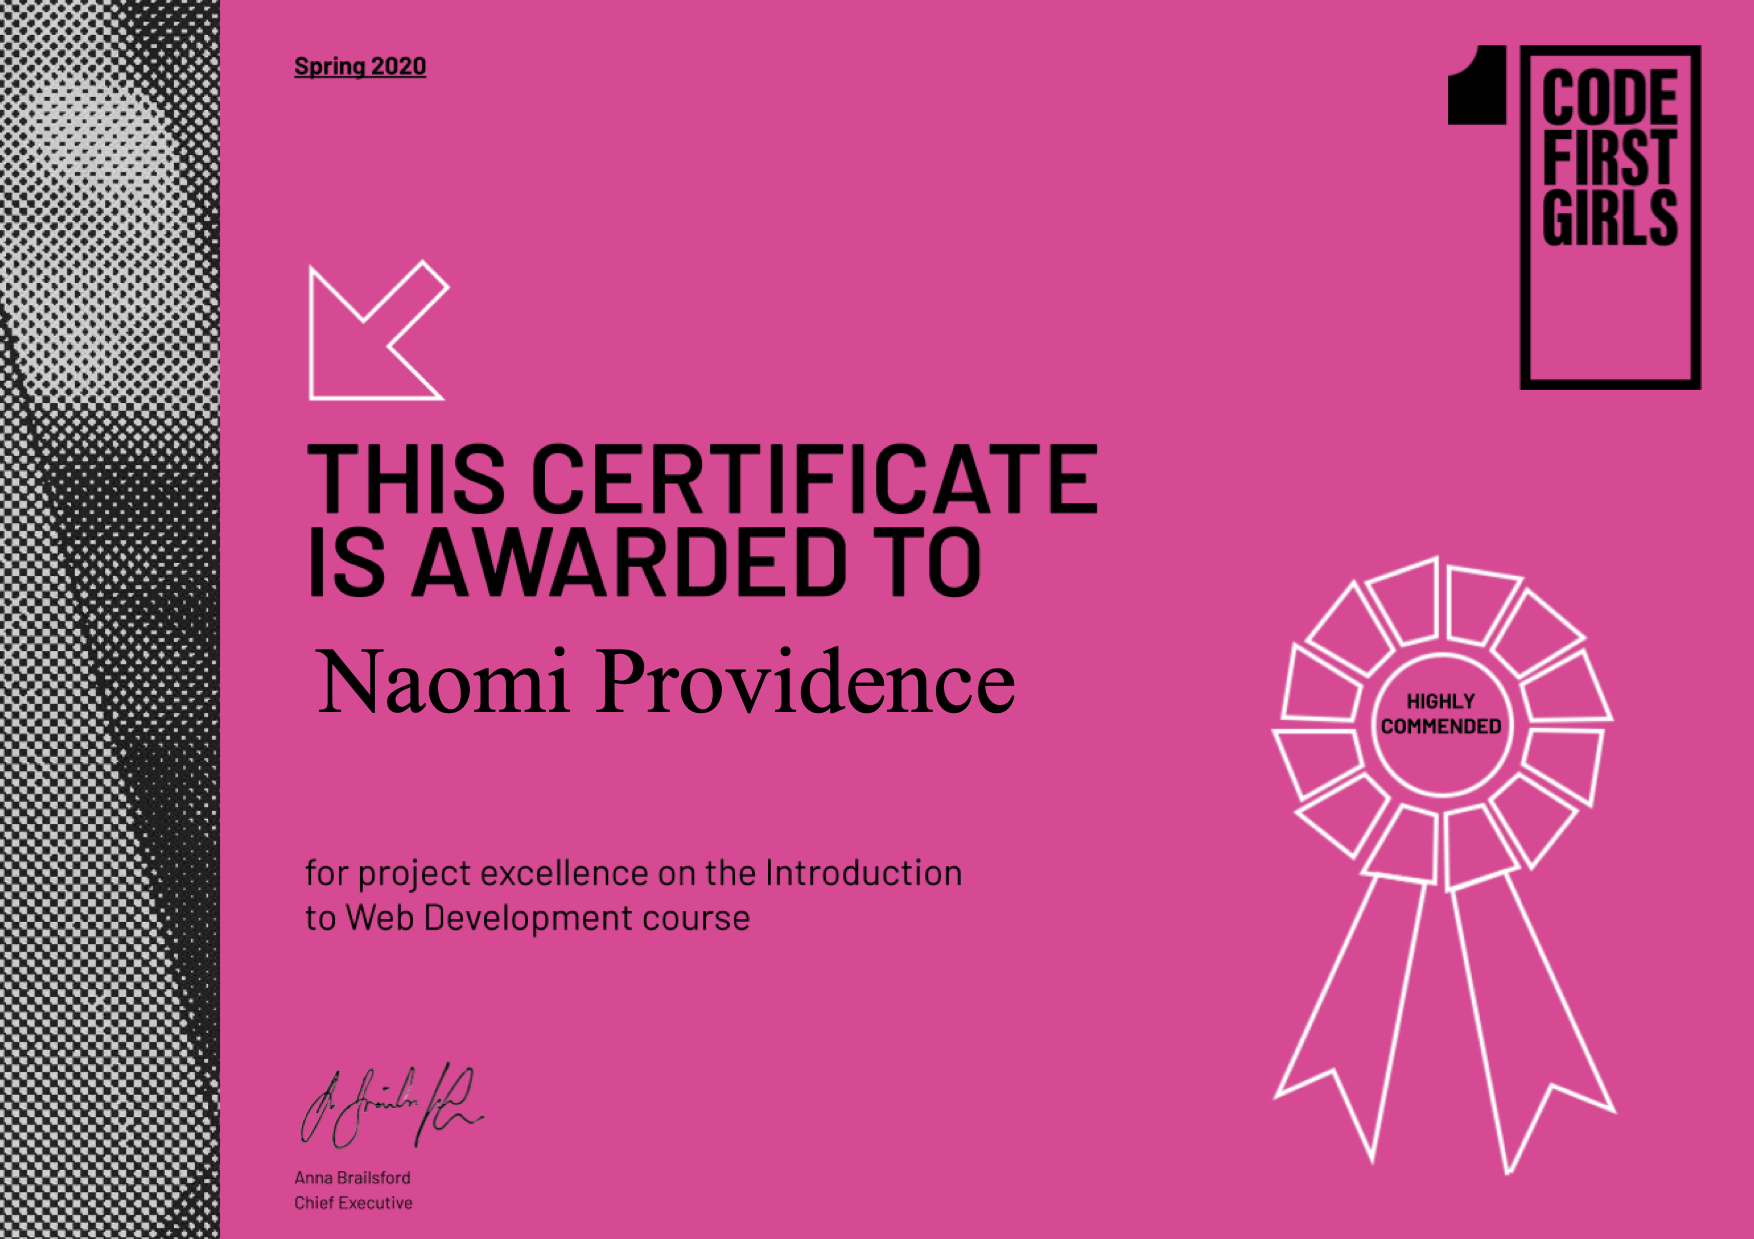 Spring 2020
CODE
FIRST
GIRLS
THIS CERTIFICATE
IS AWARDED TO
Naomi Providence
HIGHLY
COMMENDED
for project excellence on the Introduction
to Web Development course
Anna Brailsford
Chief Executive